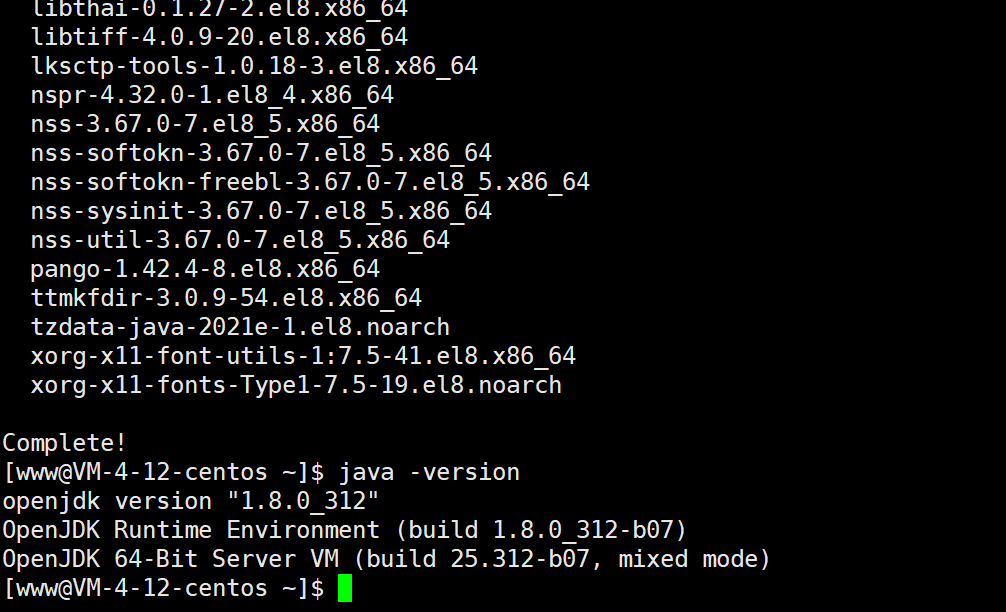 libthai-0.1.27-2.el8.x86_64
libtiff-4.0.9-20.el8.x86_64
lksctp-tools-1.0.18-3.el8.x86_64
nspr-4.32.0-1.el8_4.x86_64
nss-3.67.0-7.el8_5.x86_64
nss-softokn-3.67.0-7.el8_5.x86_64
nss-softokn-freebl-3.67.0-7.el8_5.x86_64
nss-sysinit-3.67.0-7.el8_5.x86_64
nss-util-3.67.0-7.el8_5.x86_64
pango-1.42.4-8.el8.x86_64
ttmkfdir-3.0.9-54.el8.x86_64
tzdata-java-2021e-1.el8.noarch
xorg-x11-font-utils-1:7.5-41.el8.x86_64
xorg-x11-fonts-Type1-7.5-19.el8.noarch
Complete!
[www@VM-4-12-centos ~]$ java -version
openjdk version "1.8.0_312"
OpenJDK Runtime Environment (build 1.8.0_312-b07)
OpenJDK 64-Bit Server VM (build 25.312-b07, mixed mode)
[www@VM-4-12-centos ~]$